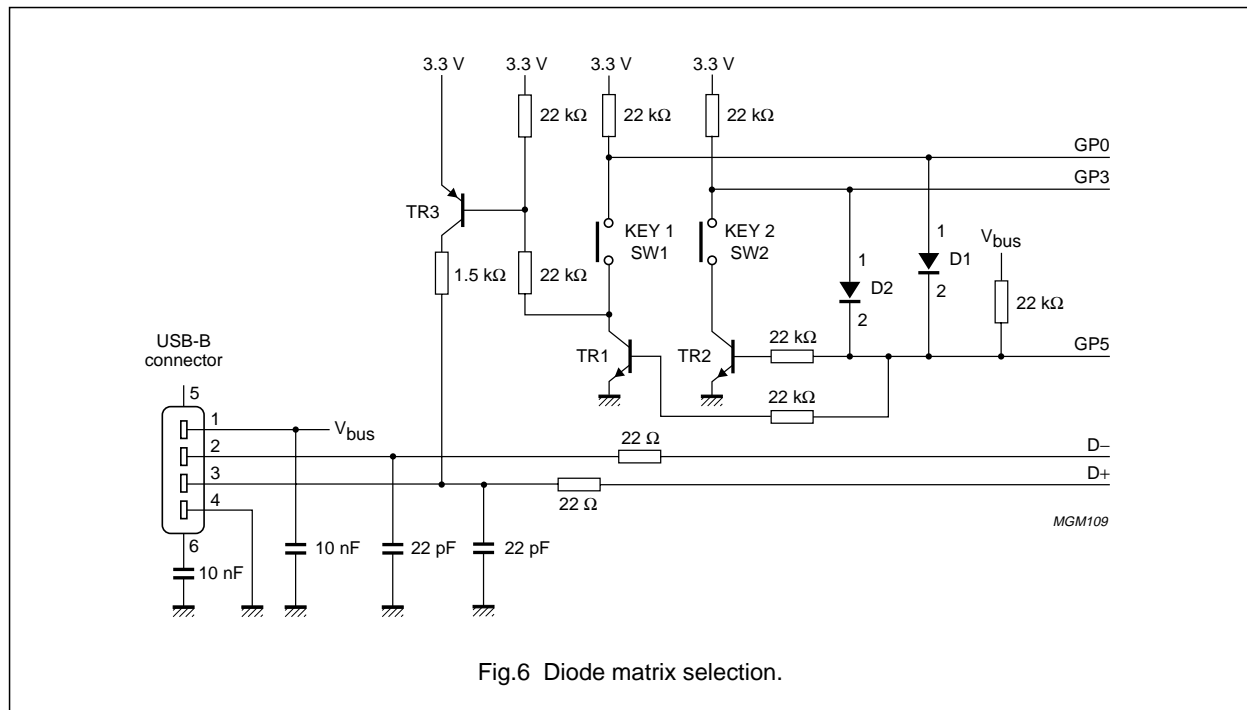 3.3 V 3.3 V 3.3 V 3.3 V
22 kΩ 22 kΩ 22 kΩ
GP0
GP3
TR3
KEY 1
SW1
KEY 2
SW2
1
D1
2
1
D2
2
Vbus
22 kΩ
1.5 kΩ
22 kΩ
USB-B
connector
TR1
TR2
22 kΩ
GP5
22 kΩ
5
1
Vbus
2
22 Ω
D−
3
22 Ω
D+
4
MGM109
6
10 nF
10 nF
22 pF
22 pF
Fig.6 Diode matrix selection.